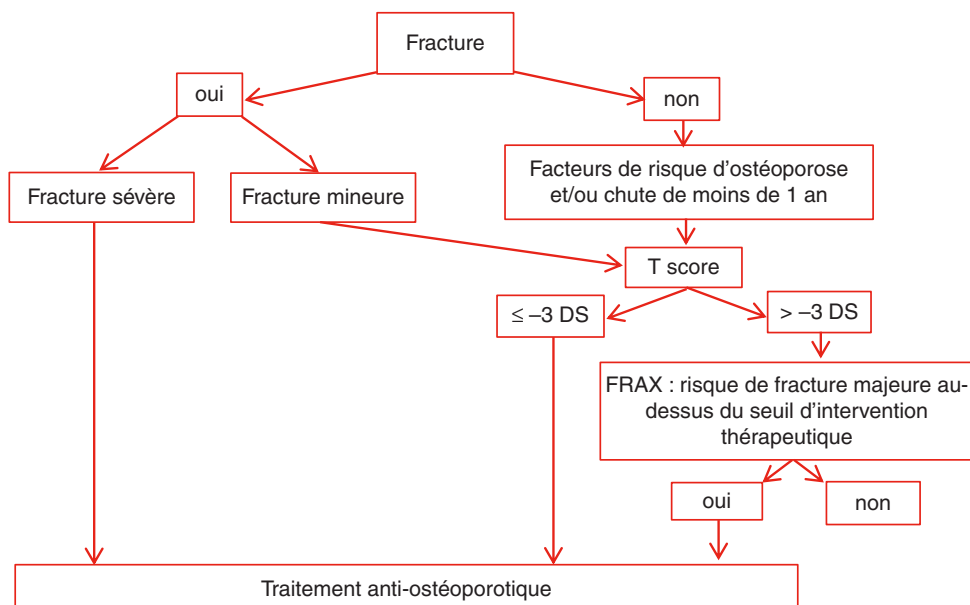 Fracture
oui
non
Facteurs de risque d'ostéoporose
et/ou chute de moins de 1 an
Fracture sévère
Fracture mineure
T score
≤ –3 DS
> –3 DS
FRAX : risque de fracture majeure au-
dessus du seuil d'intervention
thérapeutique
oui
non
Traitement anti-ostéoporotique